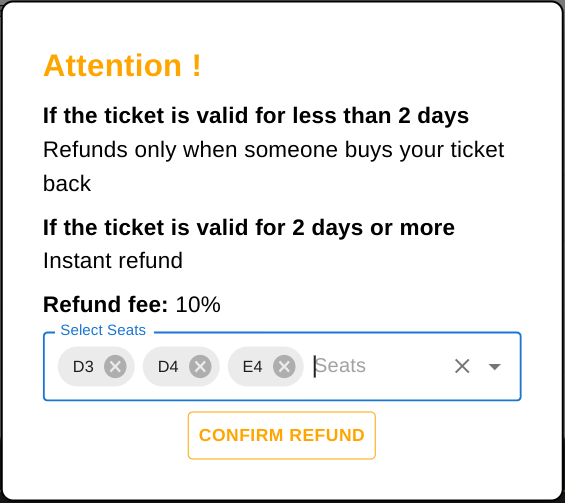 Attention !
If the ticket is valid for less than 2 days
Refunds only when someone buys your ticket
back
If the ticket is valid for 2 days or more
Instant refund
Refund fee: 10%
Select Seats
D3 D4 E4 Seats
CONFIRM REFUND